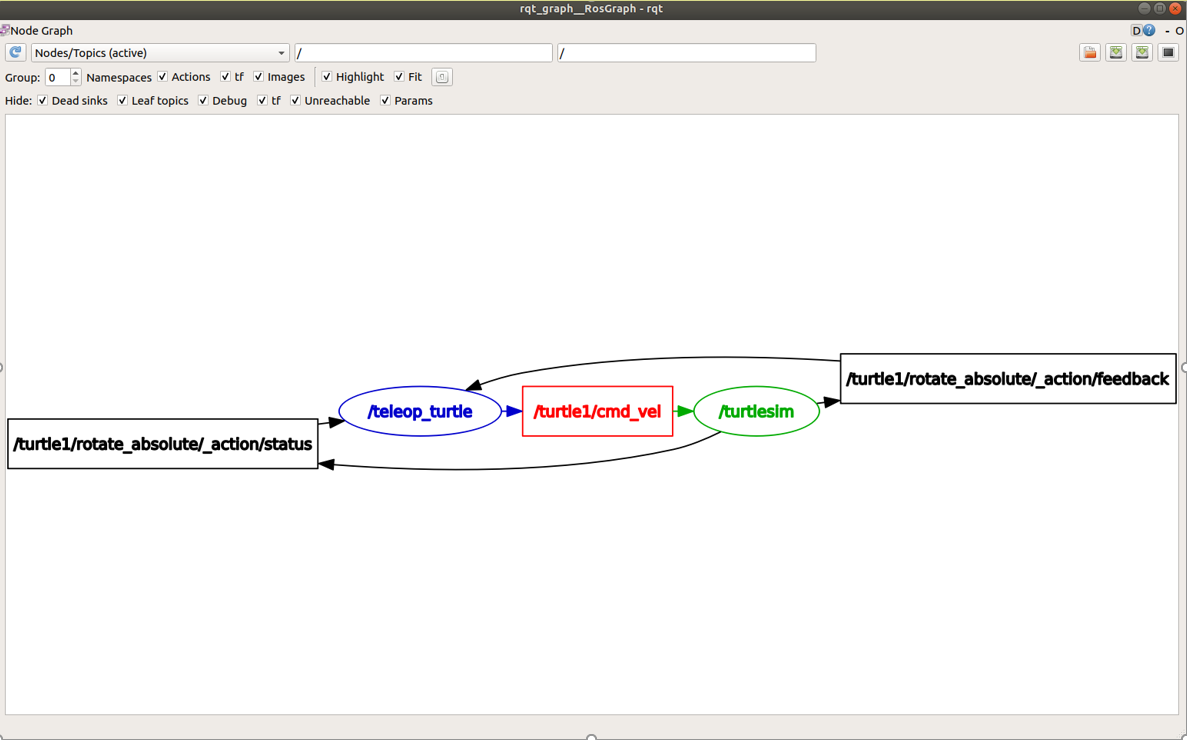 rqt_graph__RosGraph - rqt
Node Graph
D ? - O
Nodes/Topics (active) / /
Group: 0 Namespaces Actions tf Images Highlight Fit
Hide: Dead sinks Leaf topics Debug tf Unreachable Params
/turtle1/rotate_absolute/_action/feedback
/teleop_turtle /turtle1/cmd_vel /turtlesim
/turtle1/rotate_absolute/_action/status